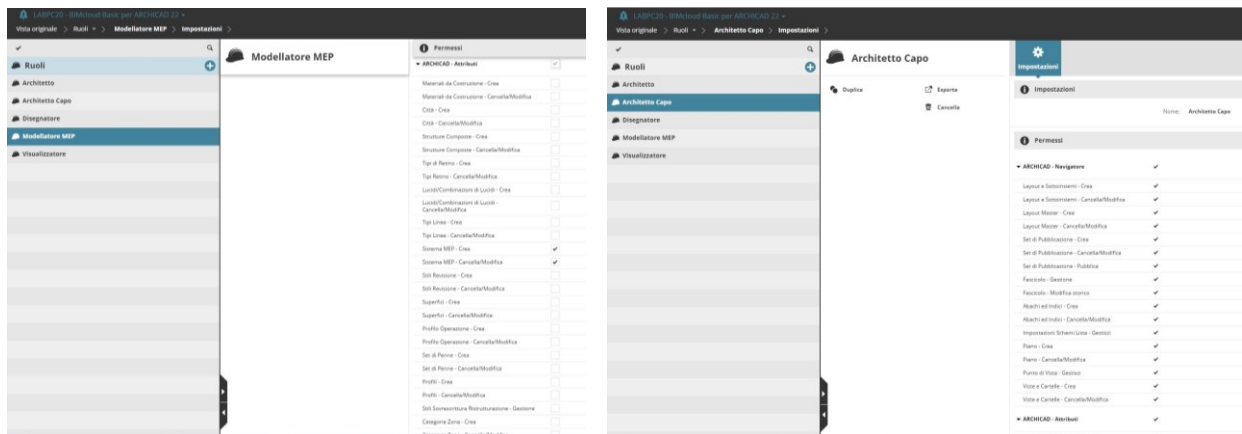 LABPC20 - BIMcloud Basic per ARCHICAD 22
Vista originale > Ruoli > Modellatore MEP > Impostazioni >
Ruoli
Architetto
Architetto Capo
Disegnatore
Modellatore MEP
Visualizzatore
Modellatore MEP
Permessi
ARCHICAD - Attributi
Materiali da Costruzione - Crea
Materiali da Costruzione - Cancella/Modifica
Città - Crea
Città - Cancella/Modifica
Strutture Composte - Crea
Strutture Composte - Cancella/Modifica
Tipi di Retino - Crea
Tipi Retino - Cancella/Modifica
Lucidi/Combinazioni di Lucidi - Crea
Lucidi/Combinazioni di Lucidi -
Cancella/Modifica
Tipi Linee - Crea
Tipi Linee - Cancella/Modifica
Sistema MEP - Crea
Sistema MEP - Cancella/Modifica
Stili Revisione - Crea
Stili Revisione - Cancella/Modifica
Superfici - Crea
Superfici - Cancella/Modifica
Profilo Operazione - Crea
Profilo Operazione - Cancella/Modifica
Set di Penne - Crea
Set di Penne - Cancella/Modifica
Profili - Crea
Profili - Cancella/Modifica
Stili Sovrascrittura Ristrutturazione - Gestione
Categorie Zona - Crea
LABPC20 - BIMcloud Basic per ARCHICAD 22
Vista originale > Ruoli > Architetto Capo > Impostazioni >
Ruoli
Architetto
Architetto Capo
Disegnatore
Modellatore MEP
Visualizzatore
Architetto Capo
Duplica
Esporta
Cancella
Impostazioni
Impostazioni
Nome: Architetto Capo
Permessi
ARCHICAD - Navigatore
Layout e Sottoinsiemi - Crea
Layout e Sottoinsiemi - Cancella/Modifica
Layout Master - Crea
Layout Master - Cancella/Modifica
Set di Pubblicazione - Crea
Set di Pubblicazione - Cancella/Modifica
Set di Pubblicazione - Pubblica
Fascicolo - Gestione
Fascicolo - Modifica storico
Abachi ed Indici - Crea
Abachi ed Indici - Cancella/Modifica
Impostazioni Schemi Lista - Gestisci
Piano - Crea
Piano - Cancella/Modifica
Punto di Vista - Gestisci
Viste e Cartelle - Crea
Viste e Cartelle - Cancella/Modifica
ARCHICAD - Attributi